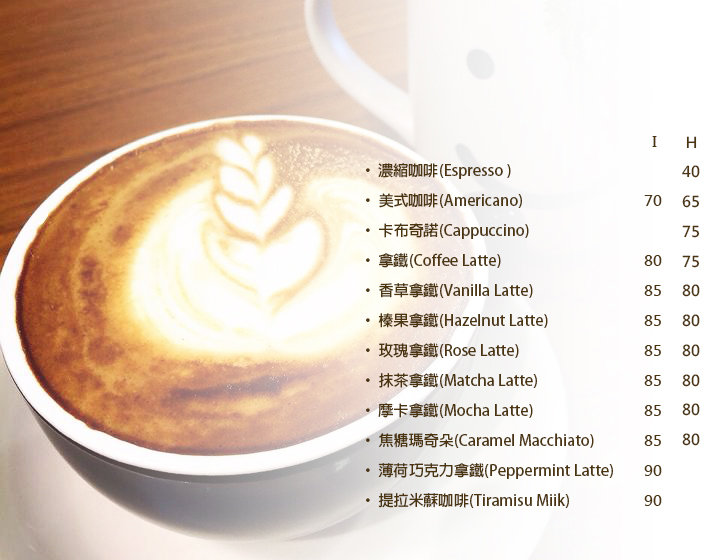 I H
• 濃縮咖啡(Espresso ) 40
• 美式咖啡(Americano) 70 65
• 卡布奇諾(Cappuccino) 75
• 拿鐵(Coffee Latte) 80 75
• 香草拿鐵(Vanilla Latte) 85 80
• 榛果拿鐵(Hazelnut Latte) 85 80
• 玫瑰拿鐵(Rose Latte) 85 80
• 抹茶拿鐵(Matcha Latte) 85 80
• 摩卡拿鐵(Mocha Latte) 85 80
• 焦糖瑪奇朵(Caramel Macchiato) 85 80
• 薄荷巧克力拿鐵(Peppermint Latte) 90
• 提拉米蘇咖啡(Tiramisu Miik) 90